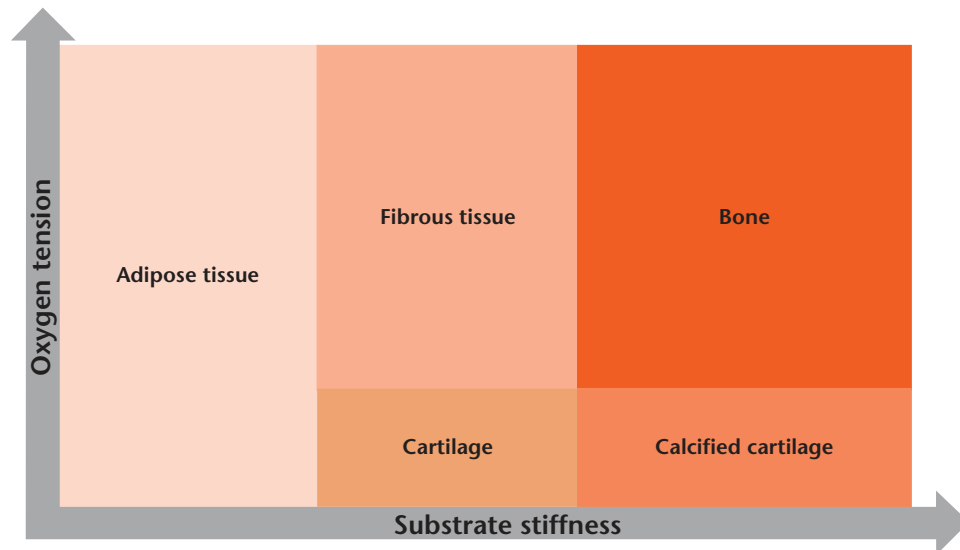 Oxygen tension
Adipose tissue
Fibrous tissue
Bone
Cartilage
Calcified cartilage
Substrate stiffness